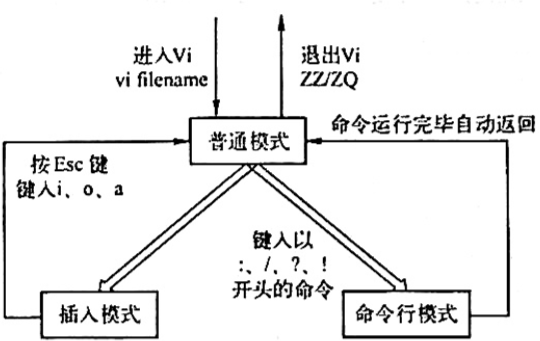 进入Vi
vi filename
退出Vi
ZZ/ZQ
普通模式
命令运行完毕自动返回
按Esc键
键入i、o、a
键入以
:、/、?、!
开头的命令
插入模式
命令行模式